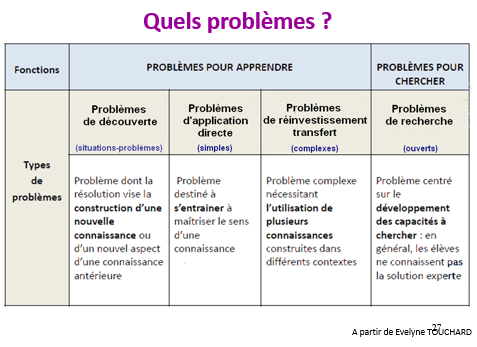 Quels problèmes ?
Fonctions
PROBLÈMES POUR APPRENDRE
PROBLÈMES POUR
CHERCHER
Types
de
problèmes
Problèmes
de découverte
(situations-problèmes)
Problèmes
d'application
directe
(simples)
Problèmes
de réinvestissement
transfert
(complexes)
Problèmes
de recherche
(ouverts)
Problème dont la
résolution vise la
construction d'une
nouvelle
connaissance ou
d'un nouvel aspect
d'une connaissance
antérieure
Problème
destiné à
s'entrainer à
maîtriser le sens
d'une
connaissance
Problème complexe
nécessitant
l'utilisation de
plusieurs
connaissances
construites dans
différents contextes
Problème centré
sur le
développement
des capacités à
chercher : en
général, les élèves
ne connaissent pas
la solution experte
27
A partir de Evelyne TOUCHARD